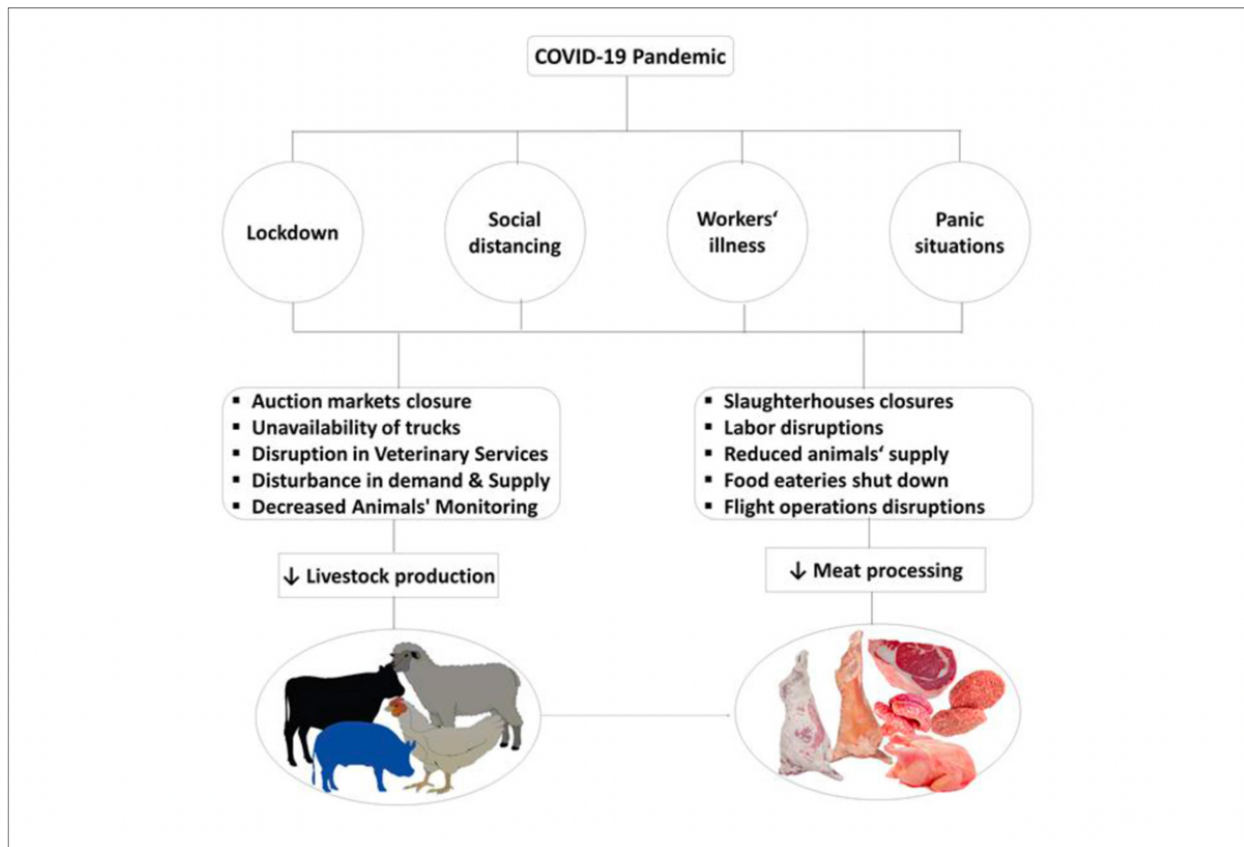 COVID-19 Pandemic
Lockdown
Social
distancing
Workers‘
illness
Panic
situations
▪ Auction markets closure
▪ Unavailability of trucks
▪ Disruption in Veterinary Services
▪ Disturbance in demand & Supply
▪ Decreased Animals' Monitoring
▪ Slaughterhouses closures
▪ Labor disruptions
▪ Reduced animals‘ supply
▪ Food eateries shut down
▪ Flight operations disruptions
↓ Livestock production
↓ Meat processing